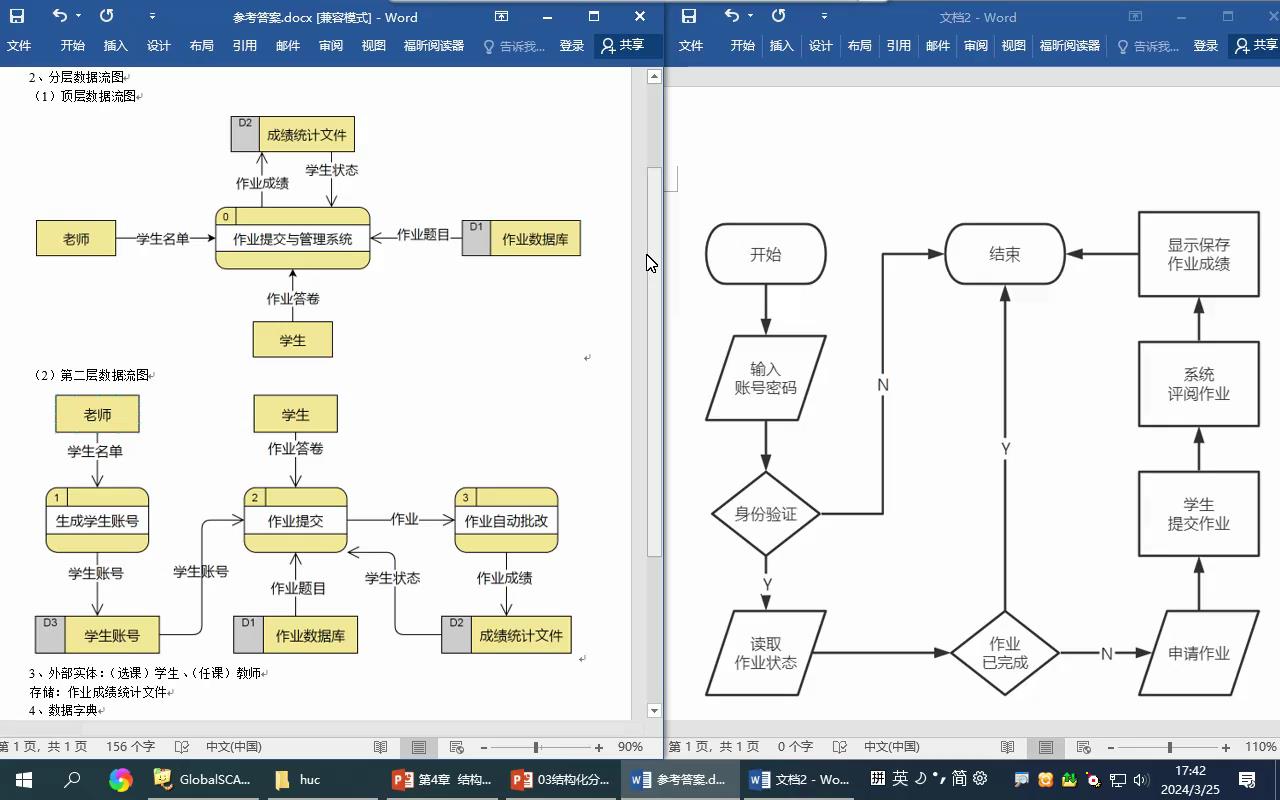 参考答案.docx [兼容模式] - Word
文件 开始 插入 设计 布局 引用 邮件 审阅 视图 福昕阅读器 告诉我... 登录 共享
2、分层数据流图
（1）顶层数据流图
D2 成绩统计文件
作业成绩 学生状态
0
老师 学生名单 作业提交与管理系统 作业题目 D1 作业数据库
作业答卷
学生
（2）第二层数据流图
老师 学生
学生名单 作业答卷
1 2 3
生成学生账号 作业提交 作业 作业自动批改
学生账号 学生账号 作业题目 学生状态 作业成绩
D3 学生账号 D1 作业数据库 D2 成绩统计文件
3、外部实体：（选课）学生、（任课）教师
存储：作业成绩统计文件
4、数据字典
第 1 页，共 1 页 156 个字 中文(中国) 90%
文档2 - Word
文件 开始 插入 设计 布局 引用 邮件 审阅 视图 福昕阅读器 告诉我... 登录 共享
开始 结束 显示保存
作业成绩
输入
账号密码
N
系统
评阅作业
身份验证
Y
Y
学生
提交作业
读取
作业状态
作业
已完成
N
申请作业
第 1 页，共 1 页 0 个字 中文(中国) 110%
GlobalSCA... huc 第4章 结构... 03结构化分... 参考答案.d... 文档2 - Wo... 英 简 17:42
2024/3/25